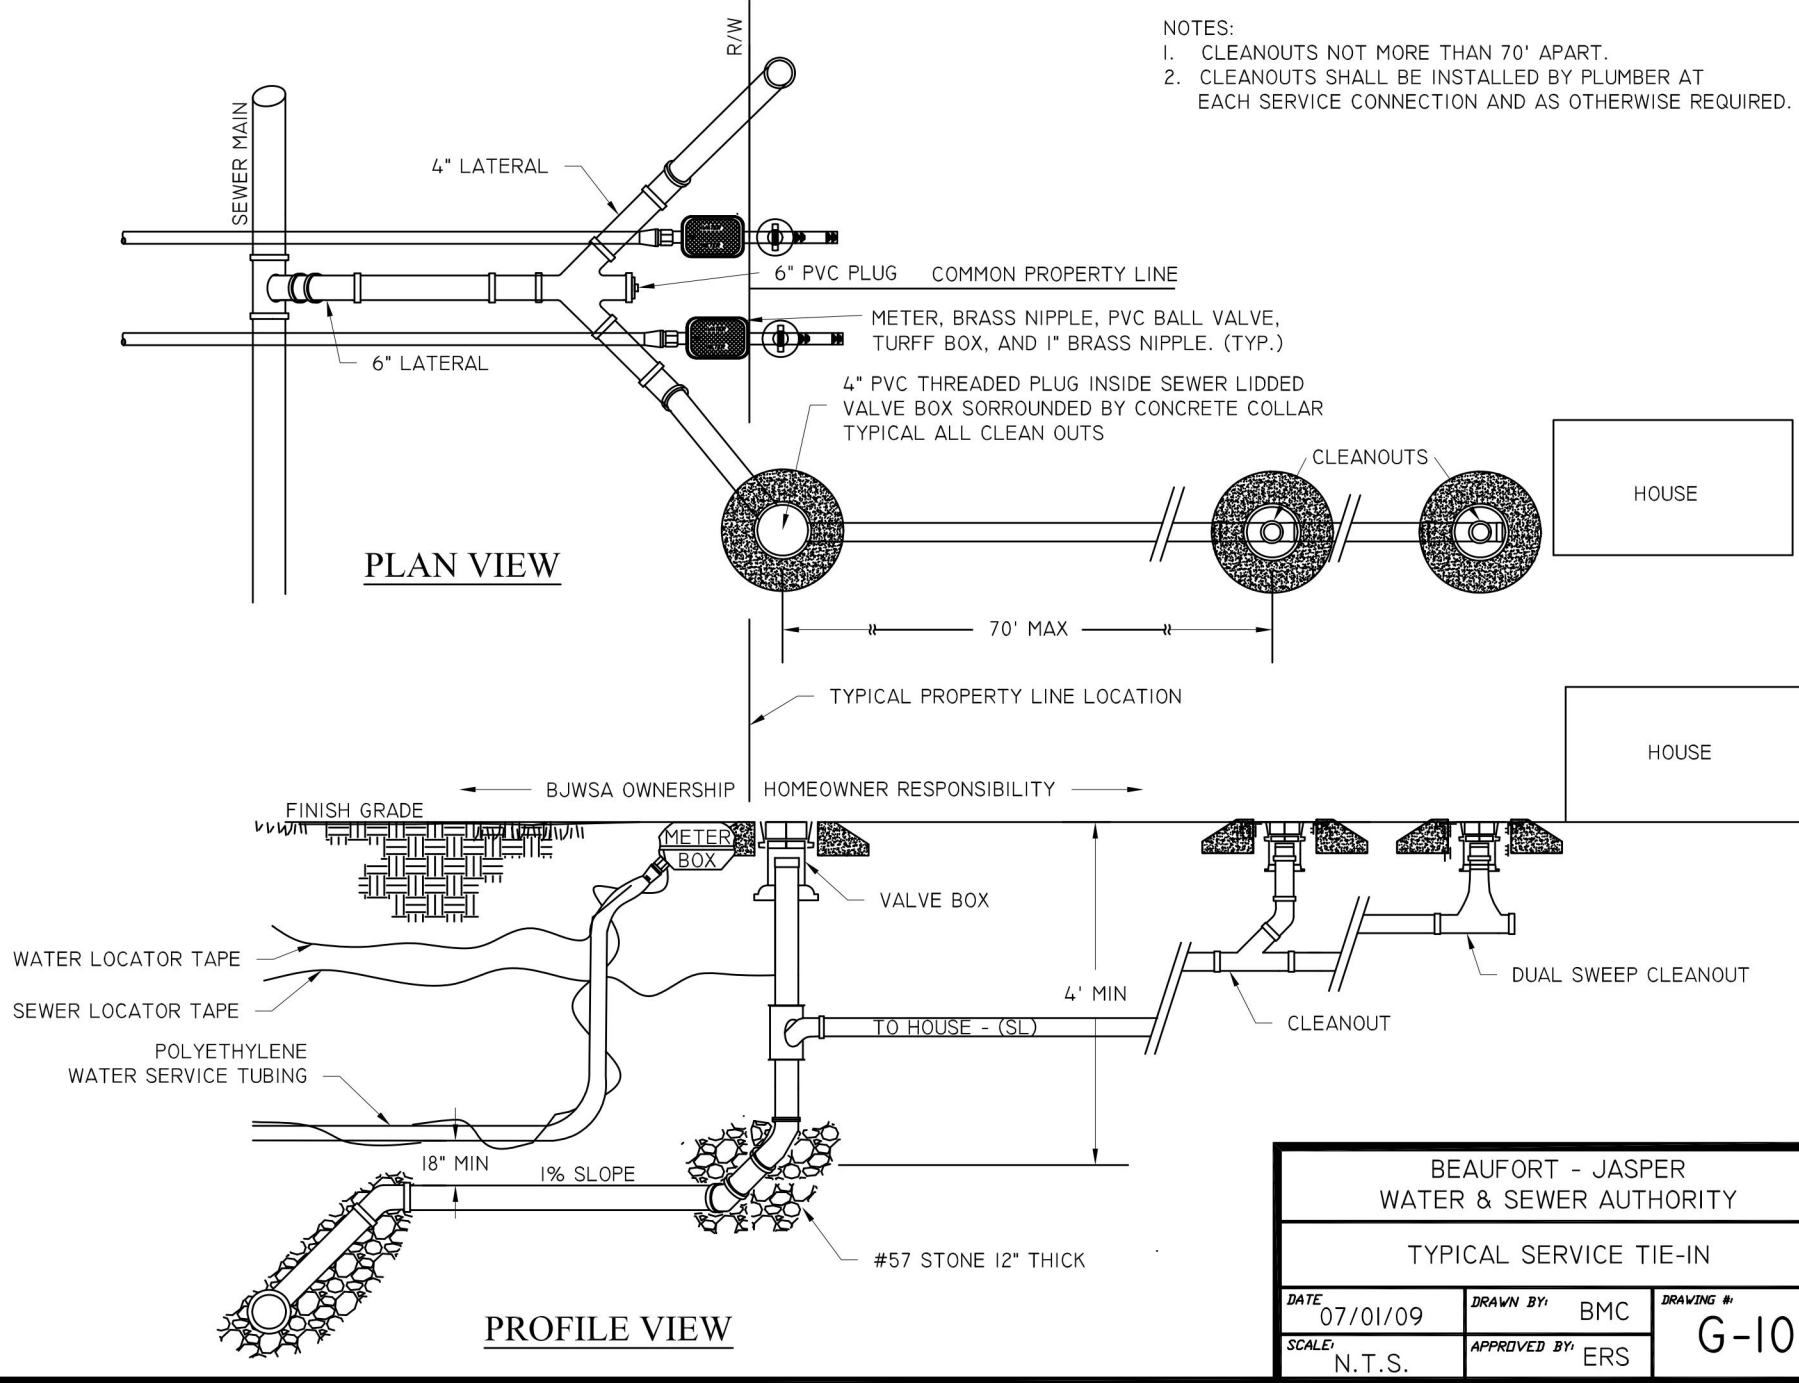 NOTES:
1. CLEANOUTS NOT MORE THAN 70' APART.
2. CLEANOUTS SHALL BE INSTALLED BY PLUMBER AT
EACH SERVICE CONNECTION AND AS OTHERWISE REQUIRED.
R/W
SEWER MAIN
4" LATERAL
6" PVC PLUG
COMMON PROPERTY LINE
METER, BRASS NIPPLE, PVC BALL VALVE,
TURFF BOX, AND 1" BRASS NIPPLE. (TYP.)
6" LATERAL
4" PVC THREADED PLUG INSIDE SEWER LIDDED
VALVE BOX SORROUNDED BY CONCRETE COLLAR
TYPICAL ALL CLEAN OUTS
CLEANOUTS
HOUSE
PLAN VIEW
70' MAX
TYPICAL PROPERTY LINE LOCATION
HOUSE
BJWSA OWNERSHIP
HOMEOWNER RESPONSIBILITY
FINISH GRADE
METER
BOX
VALVE BOX
WATER LOCATOR TAPE
SEWER LOCATOR TAPE
4' MIN
DUAL SWEEP CLEANOUT
CLEANOUT
TO HOUSE - (SL)
POLYETHYLENE
WATER SERVICE TUBING
18" MIN
1% SLOPE
#57 STONE 12" THICK
PROFILE VIEW
BEAUFORT - JASPER
WATER & SEWER AUTHORITY
TYPICAL SERVICE TIE-IN
DATE 07/01/09
DRAWN BY: BMC
DRAWING #: G-10
SCALE: N.T.S.
APPROVED BY: ERS